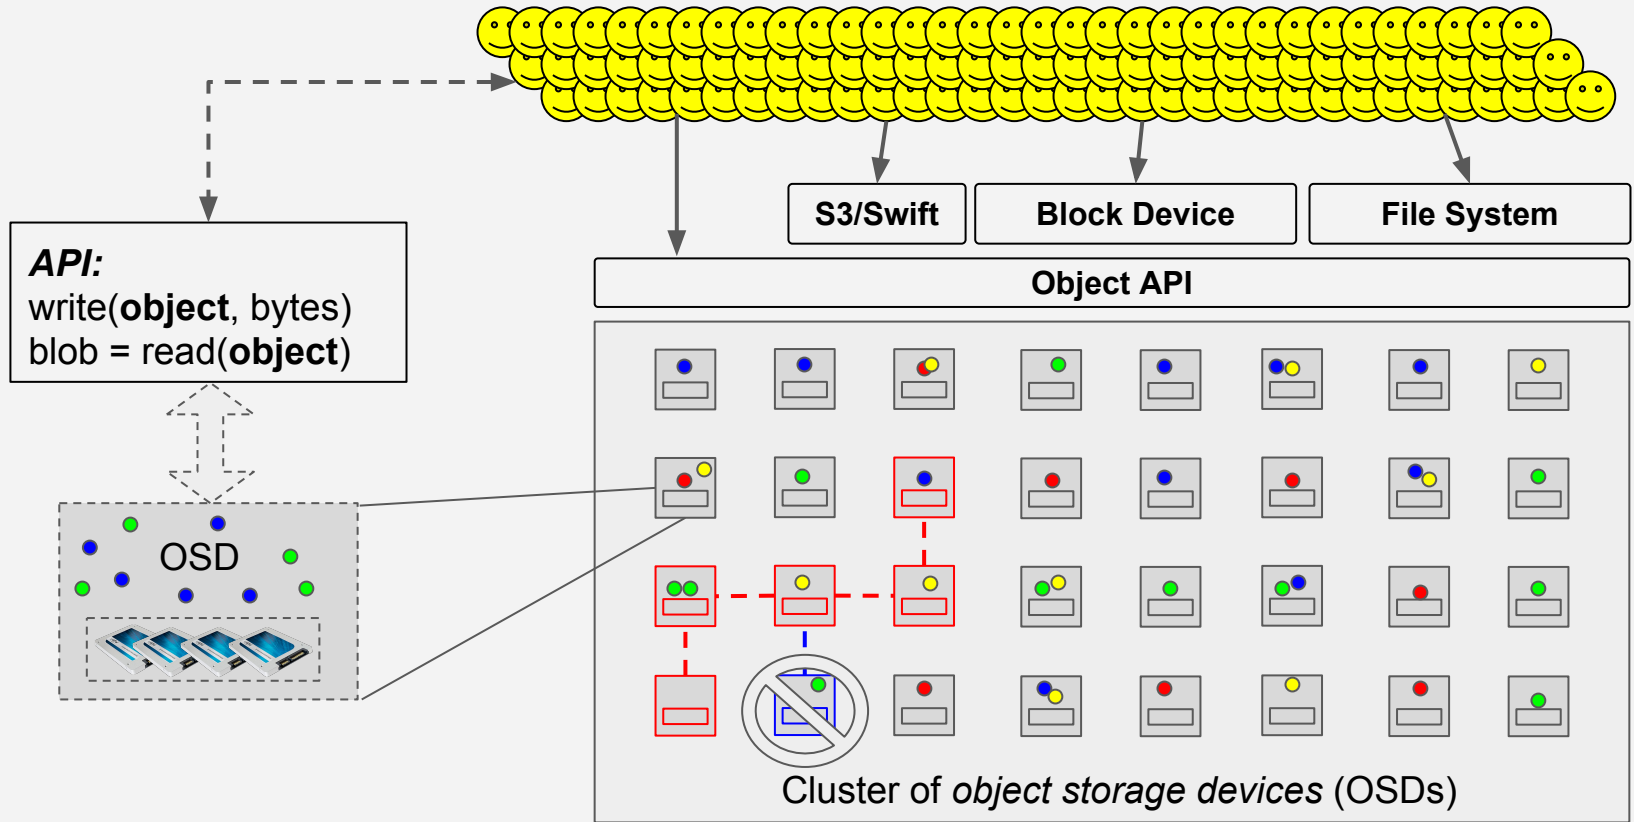 S3/Swift
Block Device
File System
API:
write(object, bytes)
blob = read(object)
Object API
OSD
Cluster of object storage devices (OSDs)